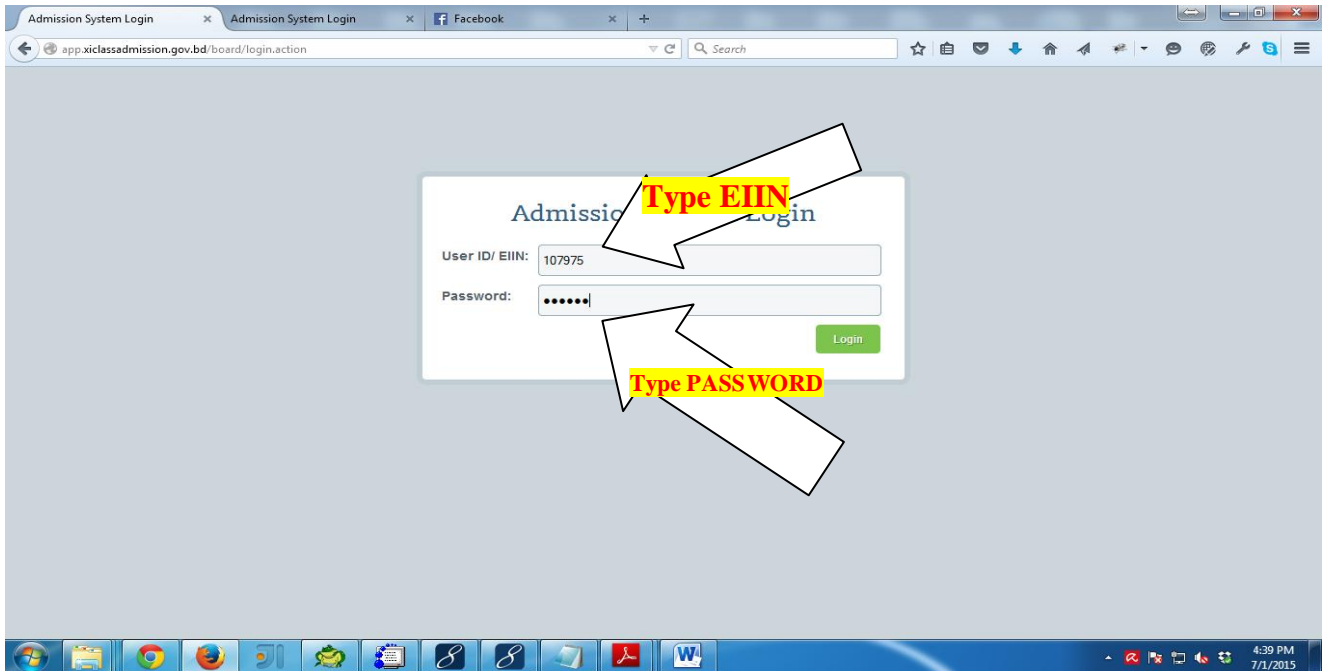 Admission System Login
Admission System Login
Facebook
app.xiclassadmission.gov.bd/board/login.action
Search
Type EIIN
Admissio Login
User ID/ EIIN:
107975
Password:
Login
Type PASSWORD
4:39 PM
7/1/2015